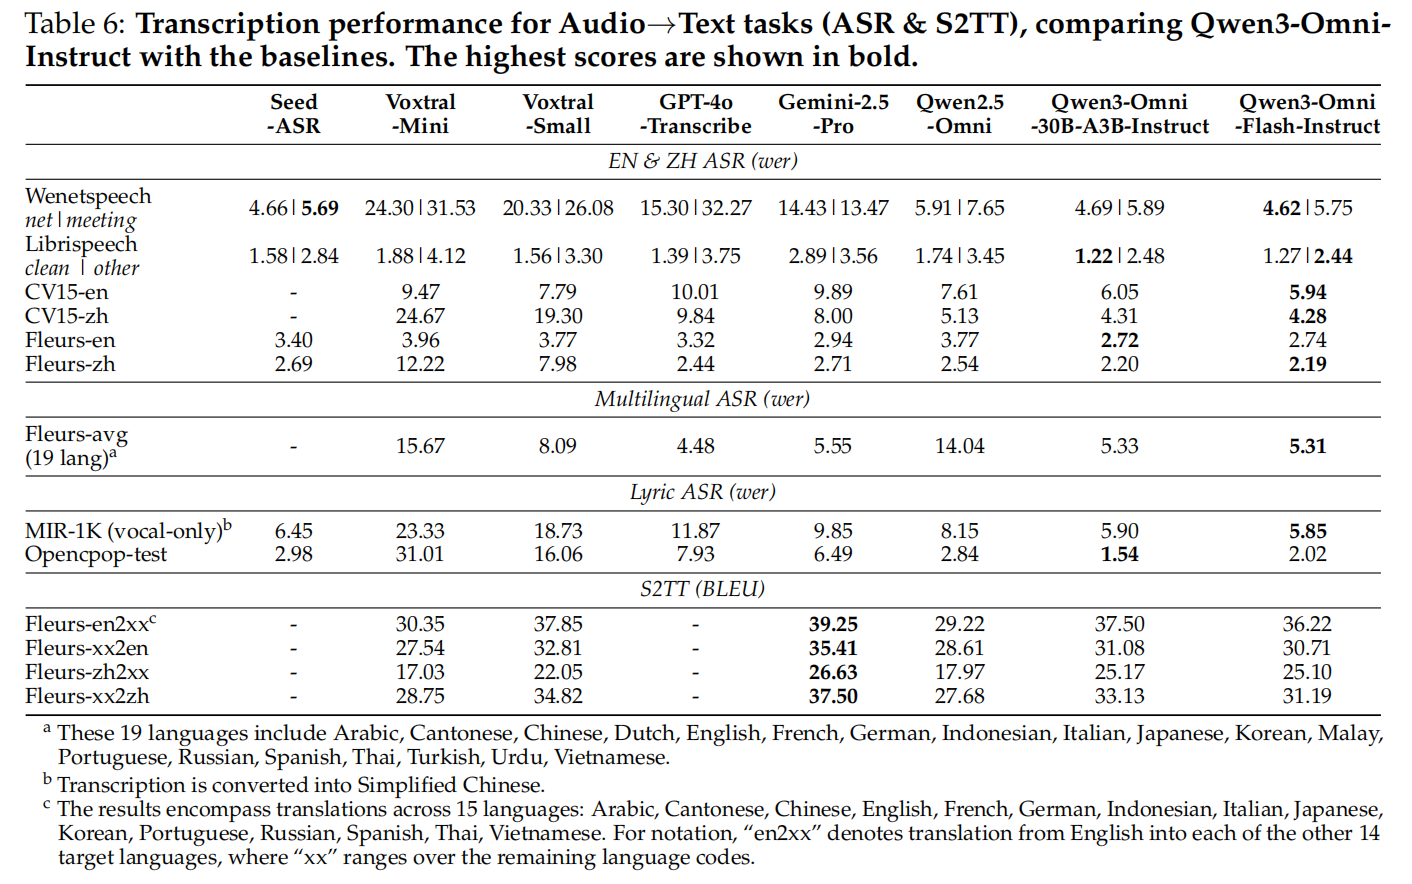 Table 6: Transcription performance for Audio→Text tasks (ASR & S2TT), comparing Qwen3-Omni-
Instruct with the baselines. The highest scores are shown in bold.
Seed Voxtral Voxtral GPT-4o Gemini-2.5 Qwen2.5 Qwen3-Omni Qwen3-Omni
-ASR -Mini -Small -Transcribe -Pro -Omni -30B-A3B-Instruct -Flash-Instruct
EN & ZH ASR (wer)
Wenetspeech
net|meeting 4.66|5.69 24.30|31.53 20.33|26.08 15.30|32.27 14.43|13.47 5.91|7.65 4.69|5.89 4.62|5.75
Librispeech
clean | other 1.58|2.84 1.88|4.12 1.56|3.30 1.39|3.75 2.89|3.56 1.74|3.45 1.22|2.48 1.27|2.44
CV15-en - 9.47 7.79 10.01 9.89 7.61 6.05 5.94
CV15-zh - 24.67 19.30 9.84 8.00 5.13 4.31 4.28
Fleurs-en 3.40 3.96 3.77 3.32 2.94 3.77 2.72 2.74
Fleurs-zh 2.69 12.22 7.98 2.44 2.71 2.54 2.20 2.19
Multilingual ASR (wer)
Fleurs-avg
(19 lang)a - 15.67 8.09 4.48 5.55 14.04 5.33 5.31
Lyric ASR (wer)
MIR-1K (vocal-only)b 6.45 23.33 18.73 11.87 9.85 8.15 5.90 5.85
Opencpop-test 2.98 31.01 16.06 7.93 6.49 2.84 1.54 2.02
S2TT (BLEU)
Fleurs-en2xxc - 30.35 37.85 - 39.25 29.22 37.50 36.22
Fleurs-xx2en - 27.54 32.81 - 35.41 28.61 31.08 30.71
Fleurs-zh2xx - 17.03 22.05 - 26.63 17.97 25.17 25.10
Fleurs-xx2zh - 28.75 34.82 - 37.50 27.68 33.13 31.19
a These 19 languages include Arabic, Cantonese, Chinese, Dutch, English, French, German, Indonesian, Italian, Japanese, Korean, Malay,
Portuguese, Russian, Spanish, Thai, Turkish, Urdu, Vietnamese.
b Transcription is converted into Simplified Chinese.
c The results encompass translations across 15 languages: Arabic, Cantonese, Chinese, English, French, German, Indonesian, Italian, Japanese,
Korean, Portuguese, Russian, Spanish, Thai, Vietnamese. For notation, “en2xx” denotes translation from English into each of the other 14
target languages, where “xx” ranges over the remaining language codes.